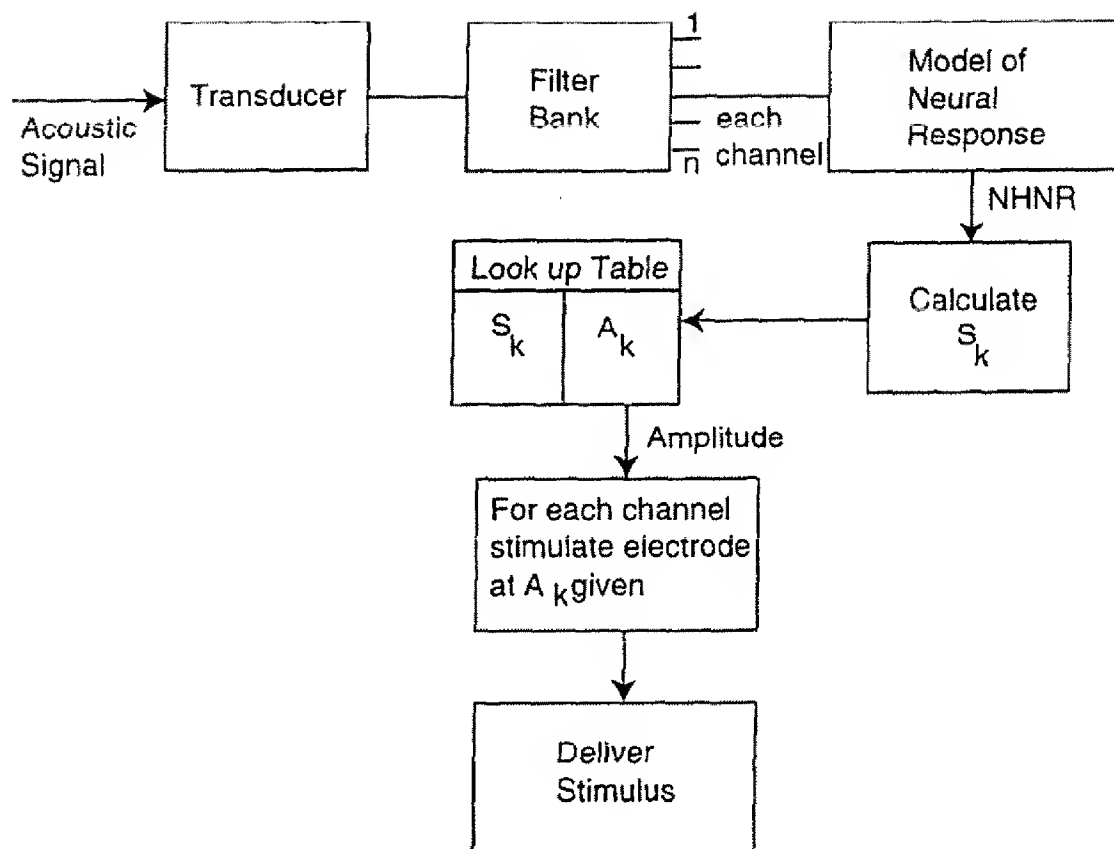 Acoustic
Signal
Transducer
Filter
Bank
1
n
each
channel
Model of
Neural
Response
NHNR
Calculate
S
k
Look up Table
S
k
A
k
Amplitude
For each channel
stimulate electrode
at A k given
Deliver
Stimulus